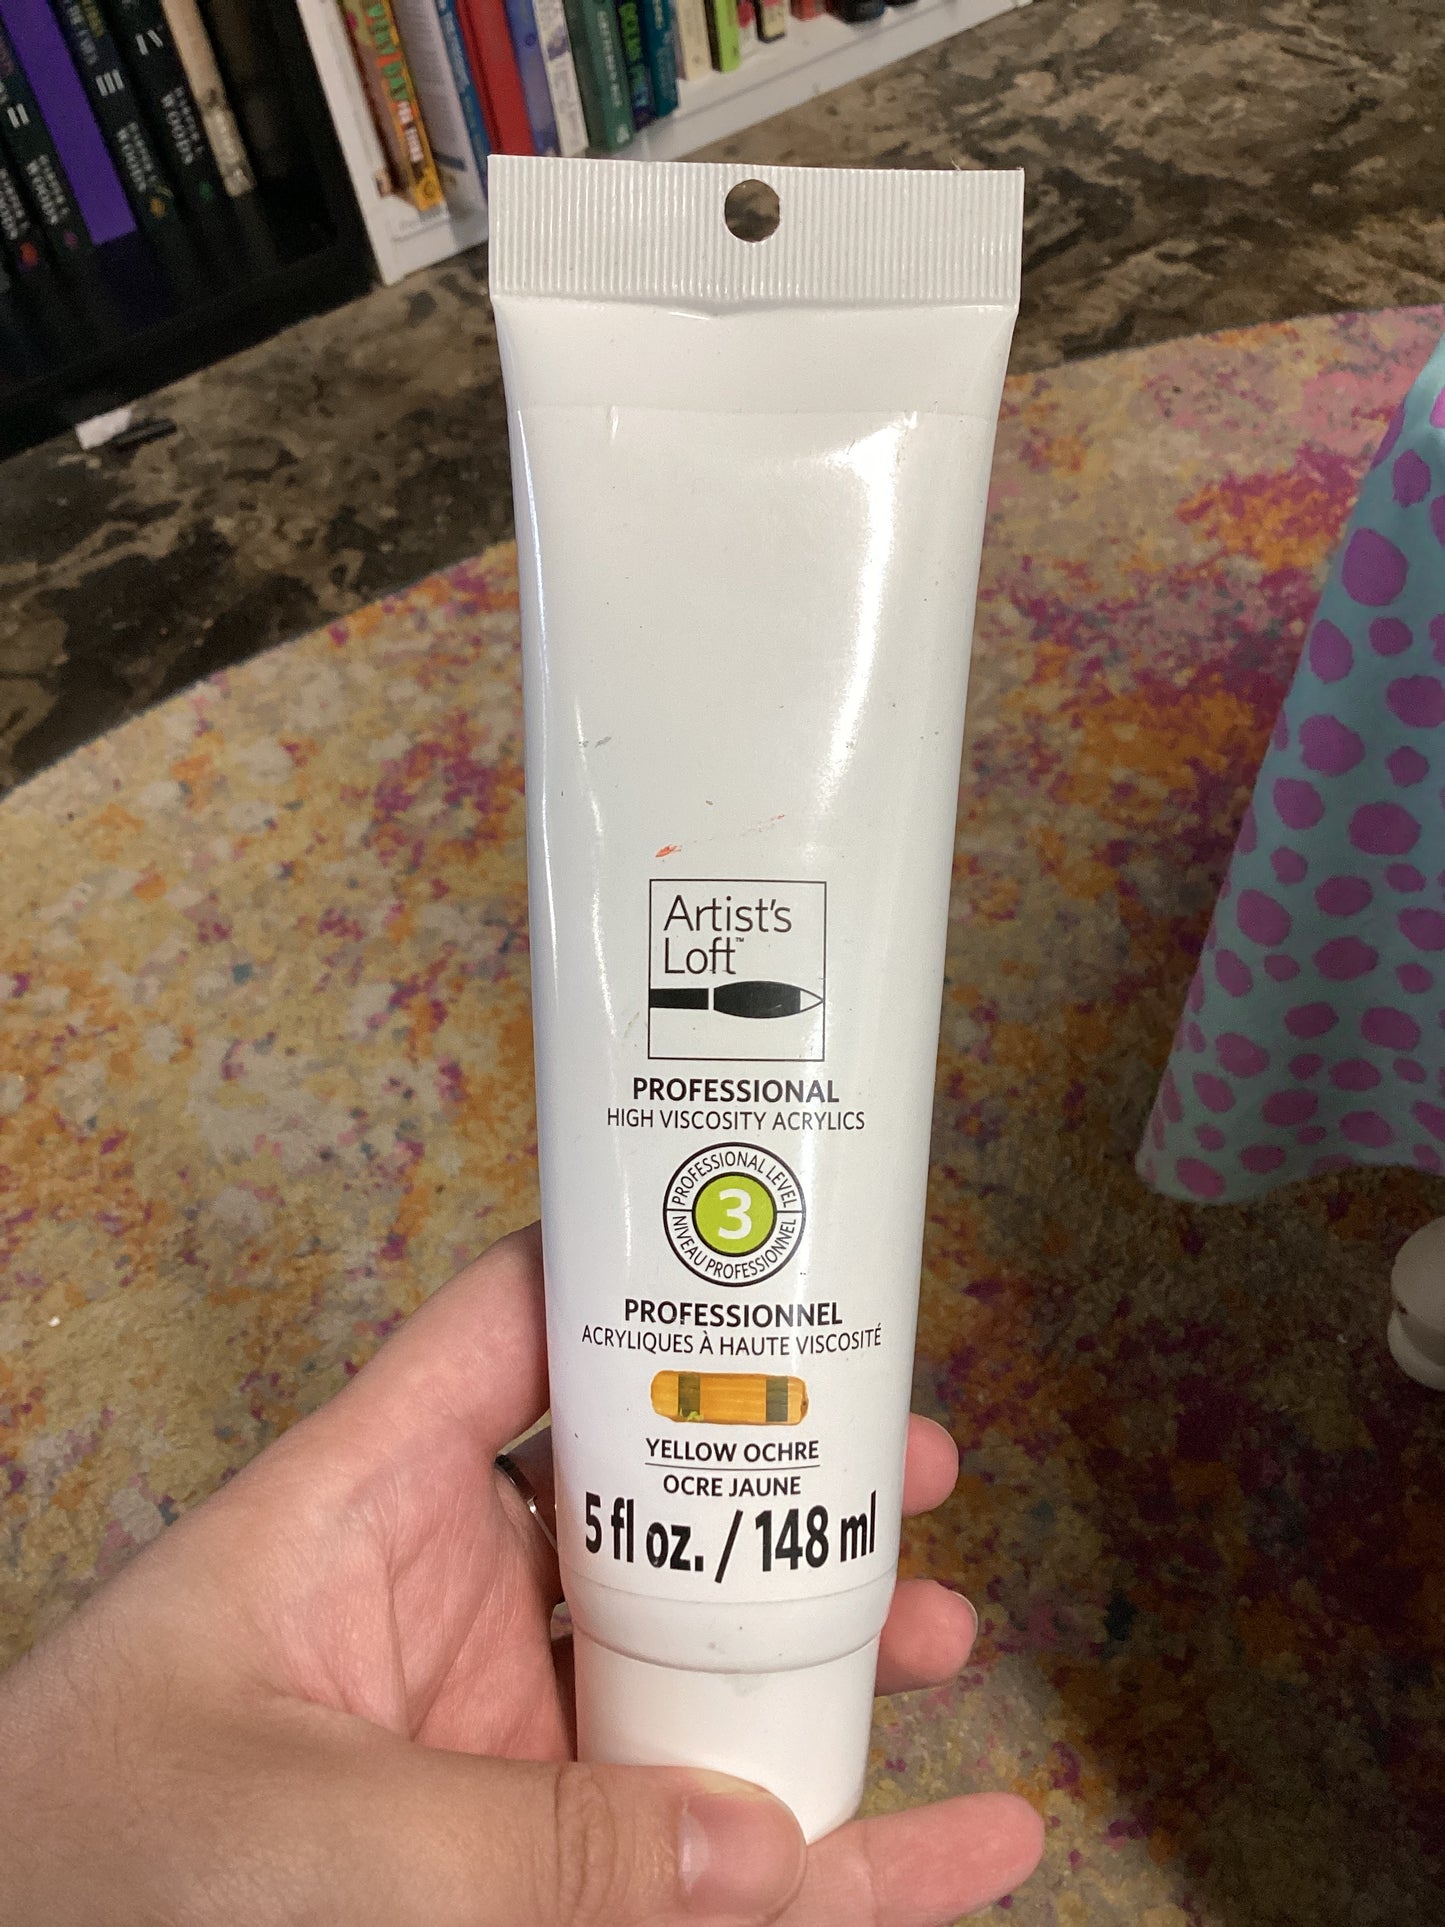 Artist's
Loft™
PROFESSIONAL
HIGH VISCOSITY ACRYLICS
PROFESSIONAL LEVEL
3
NIVEAU PROFESSIONNEL
PROFESSIONNEL
ACRYLIQUES À HAUTE VISCOSITÉ
YELLOW OCHRE
OCRE JAUNE
5 fl oz. / 148 ml